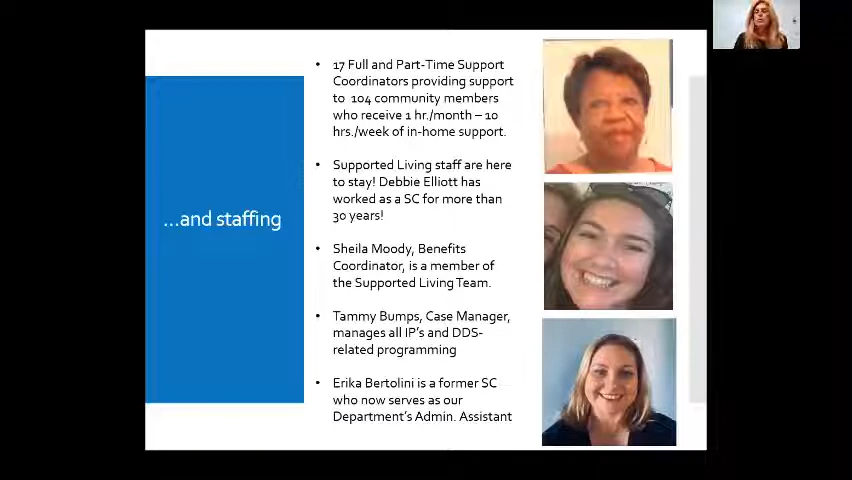 ...and staffing
17 Full and Part-Time Support
Coordinators providing support
to 104 community members
who receive 1 hr./month – 10
hrs./week of in-home support.
Supported Living staff are here
to stay! Debbie Elliott has
worked as a SC for more than
30 years!
Sheila Moody, Benefits
Coordinator, is a member of
the Supported Living Team.
Tammy Bumps, Case Manager,
manages all IP's and DDS-
related programming
Erika Bertolini is a former SC
who now serves as our
Department's Admin. Assistant